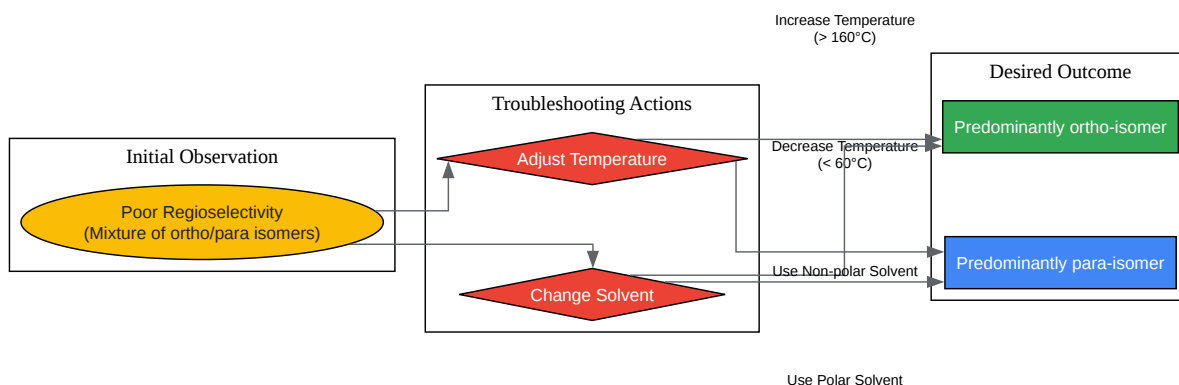 Initial Observation
Poor Regioselectivity
(Mixture of ortho/para isomers)
Troubleshooting Actions
Adjust Temperature
Change Solvent
Increase Temperature
(> 160°C)
Decrease Temperature
(< 60°C)
Use Non-polar Solvent
Use Polar Solvent
Desired Outcome
Predominantly ortho-isomer
Predominantly para-isomer